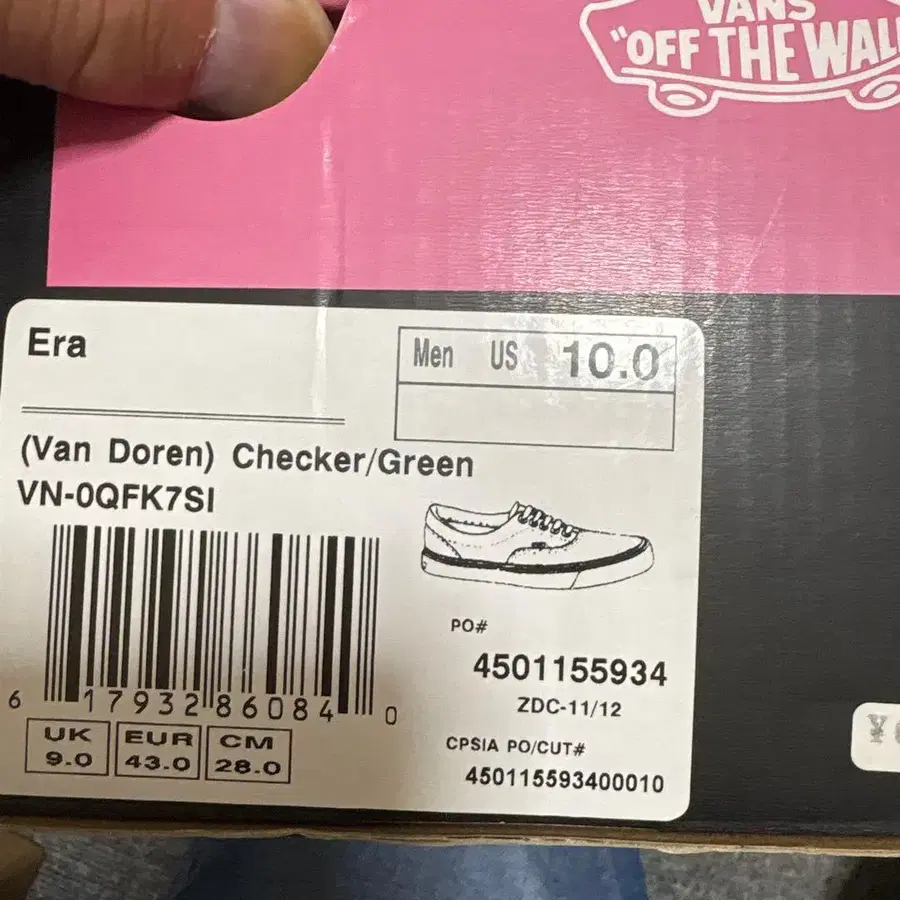 VANS
"OFF THE WALL
Era
Men US 10.0
(Van Doren) Checker/Green
VN-0QFK7SI
PO#
4501155934
ZDC-11/12
6 17932 86084 0
UK EUR CM
9.0 43.0 28.0
CPSIA PO/CUT#
450115593400010
¥